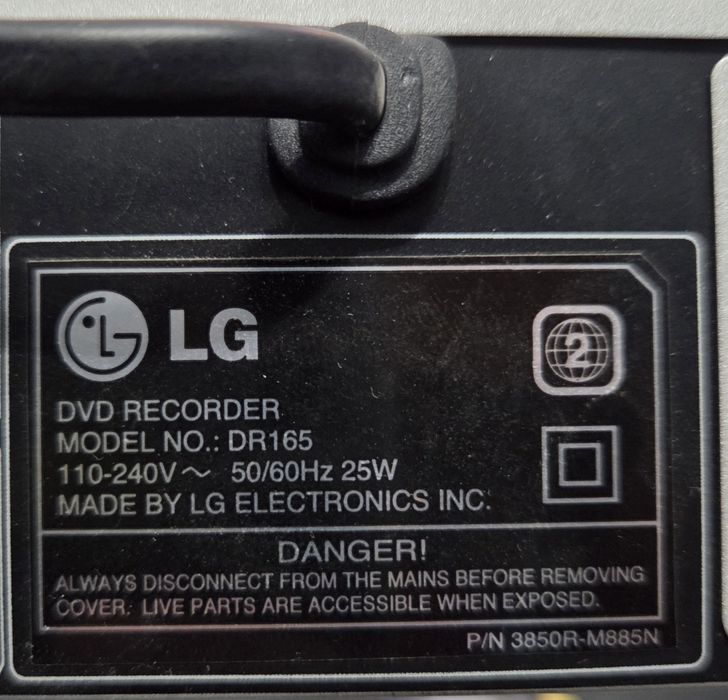 LG
2
DVD RECORDER
MODEL NO.: DR165
110-240V ～ 50/60Hz 25W
MADE BY LG ELECTRONICS INC.
DANGER!
ALWAYS DISCONNECT FROM THE MAINS BEFORE REMOVING
COVER. LIVE PARTS ARE ACCESSIBLE WHEN EXPOSED.
P/N 3850R-M885N